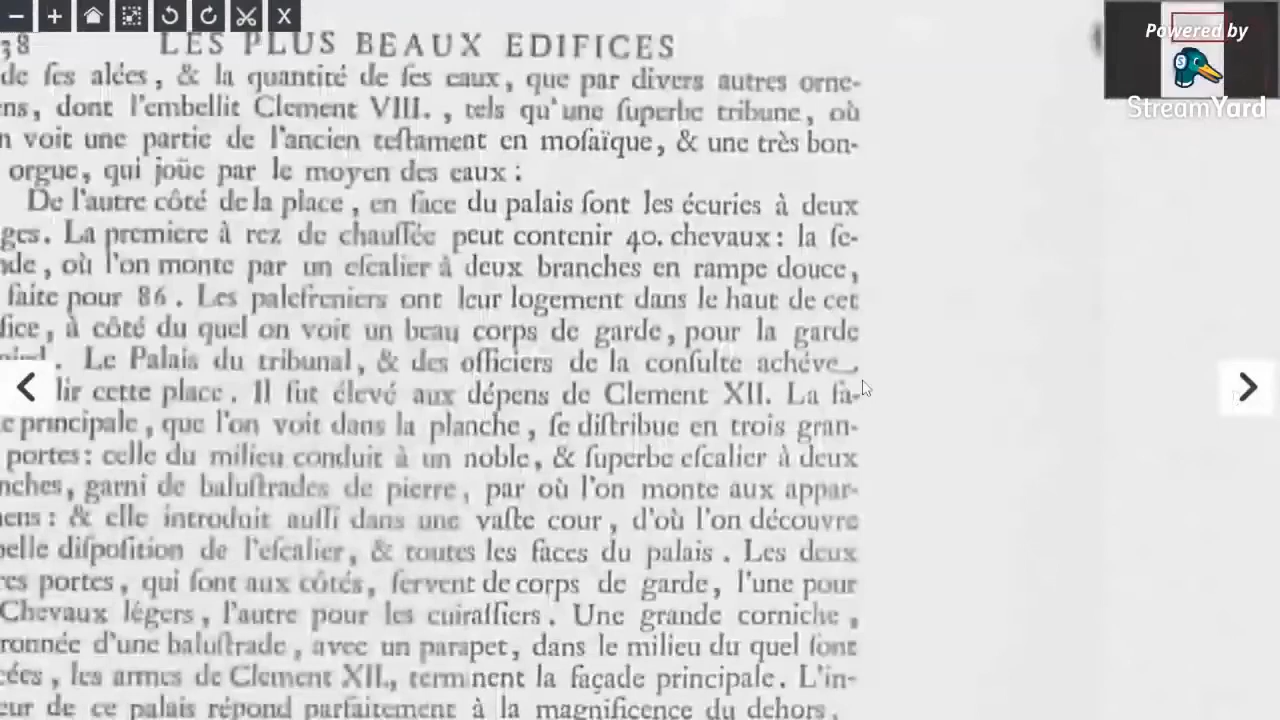 38 LES PLUS BEAUX EDIFICES
de ſes alées, & la quantité de ſes eaux, que par divers autres orne-
ns, dont l'embellit Clement VIII., tels qu'une ſuperbe tribune, où
n voit une partie de l'ancien teſtament en moſaïque, & une très bon-
orgue, qui joüe par le moyen des eaux:
De l'autre côté de la place, en face du palais ſont les écuries à deux
ges. La premiere à rez de chauſſée peut contenir 40. chevaux: la ſe-
nde, où l'on monte par un eſcalier à deux branches en rampe douce,
faite pour 86. Les palefreniers ont leur logement dans le haut de cet
fice, à côté du quel on voit un beau corps de garde, pour la garde
Le Palais du tribunal, & des officiers de la conſulte achéve
lir cette place. Il fut élevé aux dépens de Clement XII. La fa-
e principale, que l'on voit dans la planche, ſe diſtribue en trois gran-
portes: celle du milieu conduit à un noble, & ſuperbe eſcalier à deux
nches, garni de baluſtrades de pierre, par où l'on monte aux appar-
ens: & elle introduit auſſi dans une vaſte cour, d'où l'on découvre
belle diſpoſition de l'eſcalier, & toutes les faces du palais. Les deux
res portes, qui ſont aux côtés, ſervent de corps de garde, l'une pour
Chevaux légers, l'autre pour les cuiraſſiers. Une grande corniche,
ronnée d'une baluſtrade, avec un parapet, dans le milieu du quel ſont
cées, les armes de Clement XII., terminent la façade principale. L'in-
eur de ce palais répond parfaitement à la magnificence du dehors,
Powered by
StreamYard